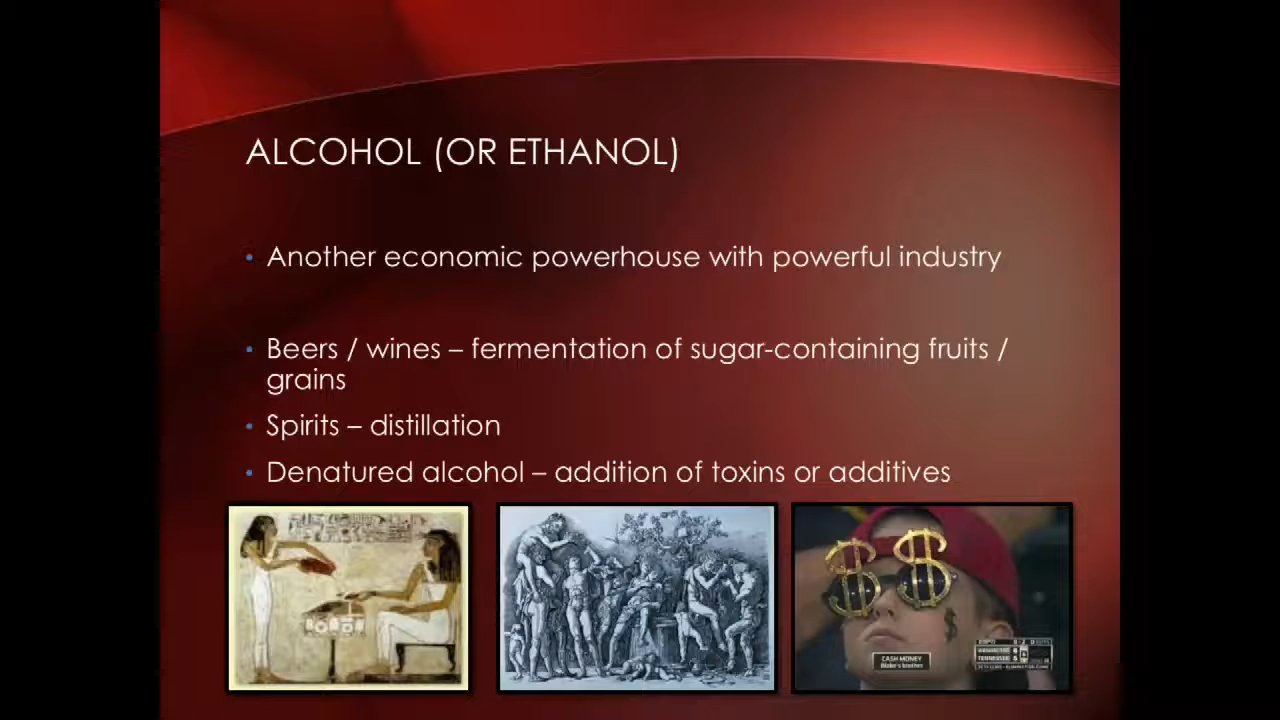 ALCOHOL (OR ETHANOL)
• Another economic powerhouse with powerful industry
• Beers / wines – fermentation of sugar-containing fruits /
grains
• Spirits – distillation
• Denatured alcohol – addition of toxins or additives
CASH MONEY
Blake's brother
TENNESSEE